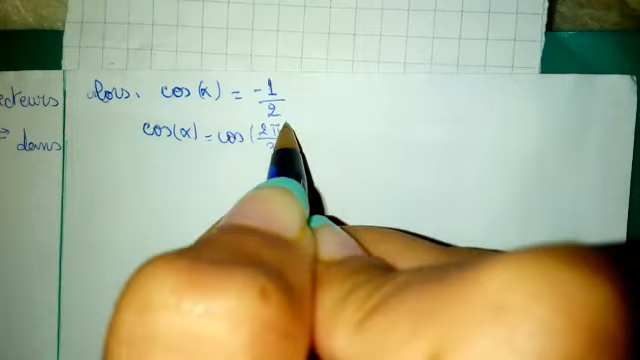 ecteurs
Alors. cos(α) = -1/2
→ dans
cos(α) = cos(2π